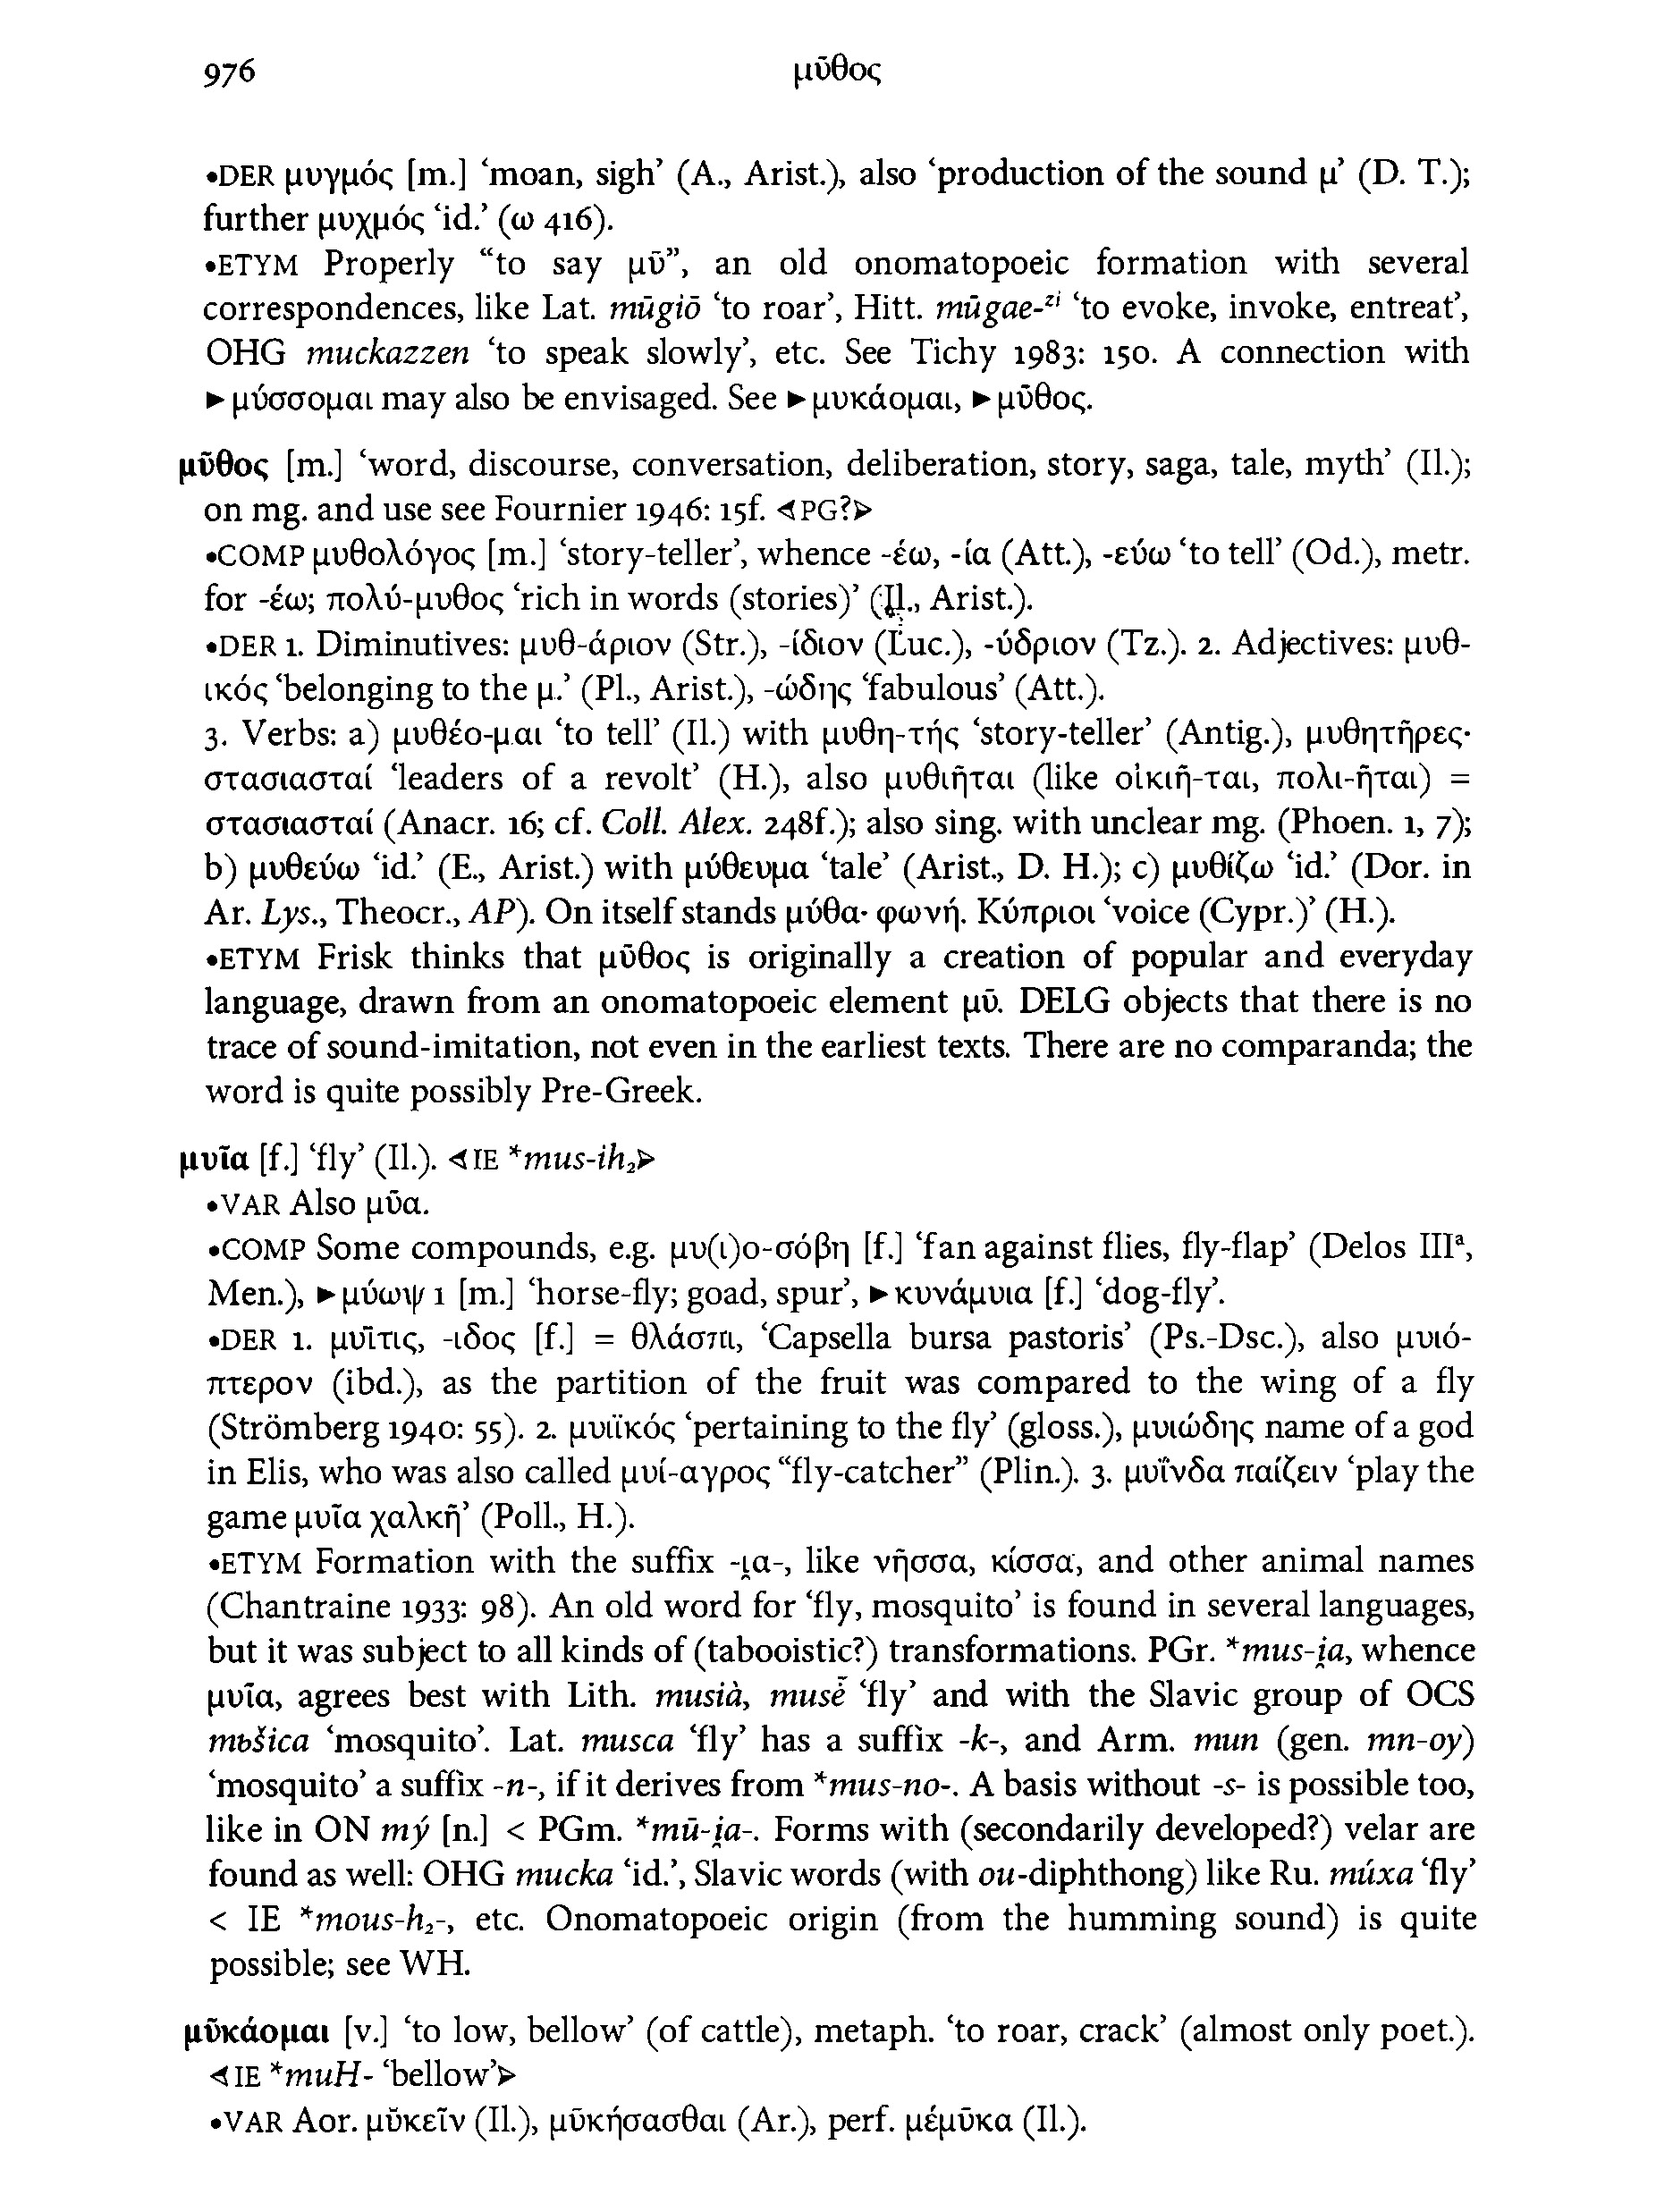 976
μῦθος
•DER μυγμός [m.] ‘moan, sigh’ (A., Arist.), also ‘production of the sound μ’ (D. T.);
further μυχμός ‘id.’ (ω 416).
•ETYM Properly “to say μῦ”, an old onomatopoeic formation with several
correspondences, like Lat. mūgiō ‘to roar’, Hitt. mūgae-ᶻⁱ ‘to evoke, invoke, entreat’,
OHG muckazzen ‘to speak slowly’, etc. See Tichy 1983: 150. A connection with
►μύσσομαι may also be envisaged. See ►μυκάομαι, ►μῦθος.
μῦθος [m.] ‘word, discourse, conversation, deliberation, story, saga, tale, myth’ (Il.);
on mg. and use see Fournier 1946: 15f. ⊲PG?⊳
•COMP μυθολόγος [m.] ‘story-teller’, whence -έω, -ία (Att.), -εύω ‘to tell’ (Od.), metr.
for -έω; πολύ-μυθος ‘rich in words (stories)’ (Il., Arist.).
•DER 1. Diminutives: μυθ-άριον (Str.), -ίδιον (Luc.), -ύδριον (Tz.). 2. Adjectives: μυθ-
ικός ‘belonging to the μ.’ (Pl., Arist.), -ώδης ‘fabulous’ (Att.).
3. Verbs: a) μυθέο-μαι ‘to tell’ (Il.) with μυθη-τής ‘story-teller’ (Antig.), μυθητῆρες·
στασιασταί ‘leaders of a revolt’ (H.), also μυθιῆται (like οἰκιῆ-ται, πολι-ῆται) =
στασιασταί (Anacr. 16; cf. Coll. Alex. 248f.); also sing. with unclear mg. (Phoen. 1, 7);
b) μυθεύω ‘id.’ (E., Arist.) with μύθευμα ‘tale’ (Arist., D. H.); c) μυθίζω ‘id.’ (Dor. in
Ar. Lys., Theocr., AP). On itself stands μύθα· φωνή. Κύπριοι ‘voice (Cypr.)’ (H.).
•ETYM Frisk thinks that μῦθος is originally a creation of popular and everyday
language, drawn from an onomatopoeic element μῦ. DELG objects that there is no
trace of sound-imitation, not even in the earliest texts. There are no comparanda; the
word is quite possibly Pre-Greek.
μυῖα [f.] ‘fly’ (Il.). ⊲IE *mus-ih₂⊳
•VAR Also μῦα.
•COMP Some compounds, e.g. μυ(ι)ο-σόβη [f.] ‘fan against flies, fly-flap’ (Delos IIIᵃ,
Men.), ►μύωψ 1 [m.] ‘horse-fly; goad, spur’, ►κυνάμυια [f.] ‘dog-fly’.
•DER 1. μυῖτις, -ιδος [f.] = θλάσπι, ‘Capsella bursa pastoris’ (Ps.-Dsc.), also μυιό-
πτερον (ibd.), as the partition of the fruit was compared to the wing of a fly
(Strömberg 1940: 55). 2. μυιϊκός ‘pertaining to the fly’ (gloss.), μυιώδης name of a god
in Elis, who was also called μυί-αγρος “fly-catcher” (Plin.). 3. μυΐνδα παίζειν ‘play the
game μυῖα χαλκῆ’ (Poll., H.).
•ETYM Formation with the suffix -ι̯α-, like νῆσσα, κίσσα, and other animal names
(Chantraine 1933: 98). An old word for ‘fly, mosquito’ is found in several languages,
but it was subject to all kinds of (tabooistic?) transformations. PGr. *mus-i̯a, whence
μυῖα, agrees best with Lith. musià, musė̃ ‘fly’ and with the Slavic group of OCS
mъšica ‘mosquito’. Lat. musca ‘fly’ has a suffix -k-, and Arm. mun (gen. mn-oy)
‘mosquito’ a suffix -n-, if it derives from *mus-no-. A basis without -s- is possible too,
like in ON mý [n.] < PGm. *mū-i̯a-. Forms with (secondarily developed?) velar are
found as well: OHG mucka ‘id.’, Slavic words (with ou-diphthong) like Ru. múxa ‘fly’
< IE *mous-h₂-, etc. Onomatopoeic origin (from the humming sound) is quite
possible; see WH.
μῡκάομαι [v.] ‘to low, bellow’ (of cattle), metaph. ‘to roar, crack’ (almost only poet.).
⊲IE *muH- ‘bellow’⊳
•VAR Aor. μῠκεῖν (Il.), μῡκήσασθαι (Ar.), perf. μέμῡκα (Il.).